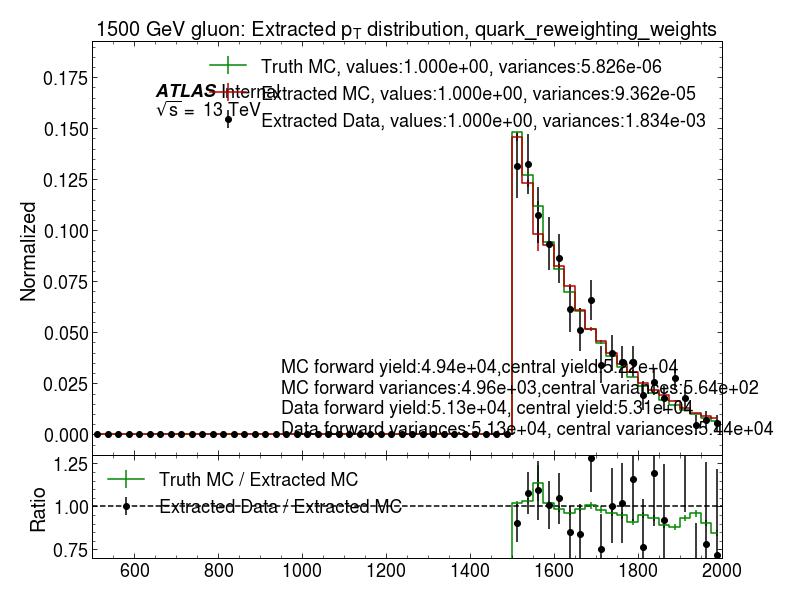 1500 GeV gluon: Extracted pT distribution, quark_reweighting_weights
Truth MC, values:1.000e+00, variances:5.826e-06
ATLAS Internal
Extracted MC, values:1.000e+00, variances:9.362e-05
√s = 13 TeV
Extracted Data, values:1.000e+00, variances:1.834e-03
Normalized
0.175
0.150
0.125
0.100
0.075
0.050
0.025
0.000
MC forward yield:4.94e+04,central yield:5.22e+04
MC forward variances:4.96e+03,central variances:5.64e+02
Data forward yield:5.13e+04, central yield:5.31e+04
Data forward variances:5.13e+04, central variances:5.44e+04
Ratio
1.25
1.00
0.75
Truth MC / Extracted MC
Extracted Data / Extracted MC
600 800 1000 1200 1400 1600 1800 2000